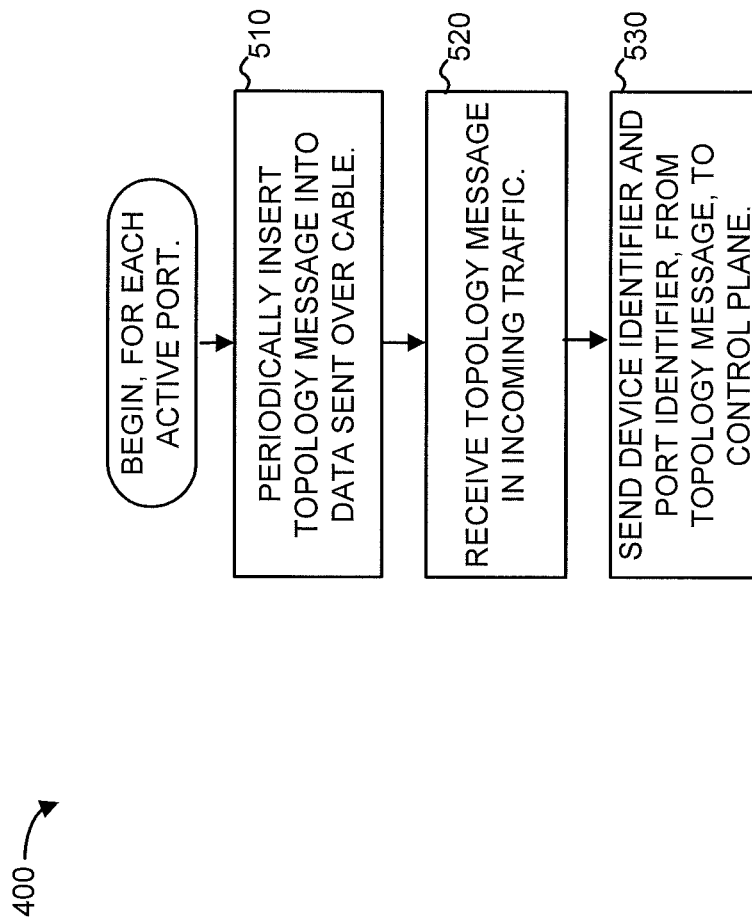 400
BEGIN, FOR EACH
ACTIVE PORT.
510
PERIODICALLY INSERT
TOPOLOGY MESSAGE INTO
DATA SENT OVER CABLE.
520
RECEIVE TOPOLOGY MESSAGE
IN INCOMING TRAFFIC.
530
SEND DEVICE IDENTIFIER AND
PORT IDENTIFIER, FROM
TOPOLOGY MESSAGE, TO
CONTROL PLANE.